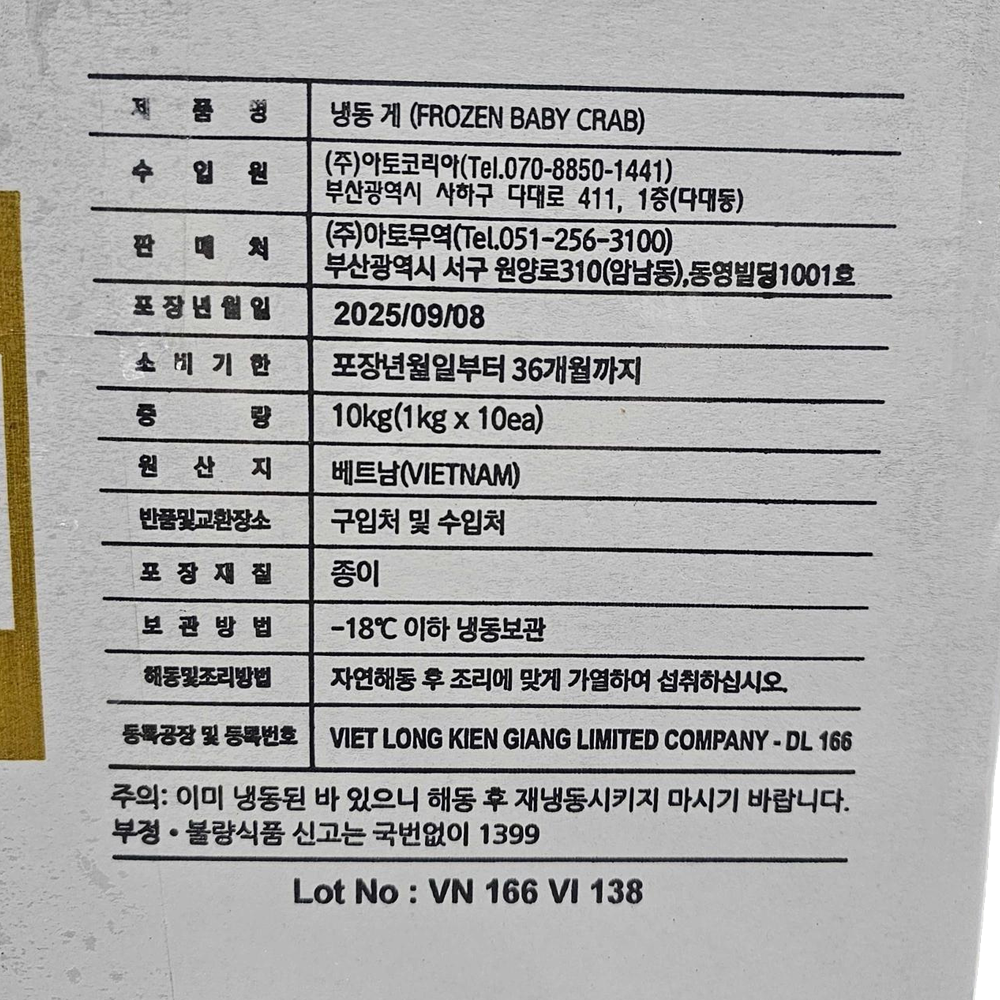 제품명 냉동 게 (FROZEN BABY CRAB)
수입원 (주)아토코리아(Tel.070-8850-1441)
부산광역시 사하구 다대로 411, 1층(다대동)
판매처 (주)아토무역(Tel.051-256-3100)
부산광역시 서구 원양로310(암남동),동영빌딩1001호
포장년월일 2025/09/08
소비기한 포장년월일부터 36개월까지
중량 10kg(1kg x 10ea)
원산지 베트남(VIETNAM)
반품및교환장소 구입처 및 수입처
포장재질 종이
보관방법 -18℃ 이하 냉동보관
해동및조리방법 자연해동 후 조리에 맞게 가열하여 섭취하십시오.
등록공장 및 등록번호 VIET LONG KIEN GIANG LIMITED COMPANY - DL 166
주의: 이미 냉동된 바 있으니 해동 후 재냉동시키지 마시기 바랍니다.
부정 • 불량식품 신고는 국번없이 1399
Lot No : VN 166 VI 138